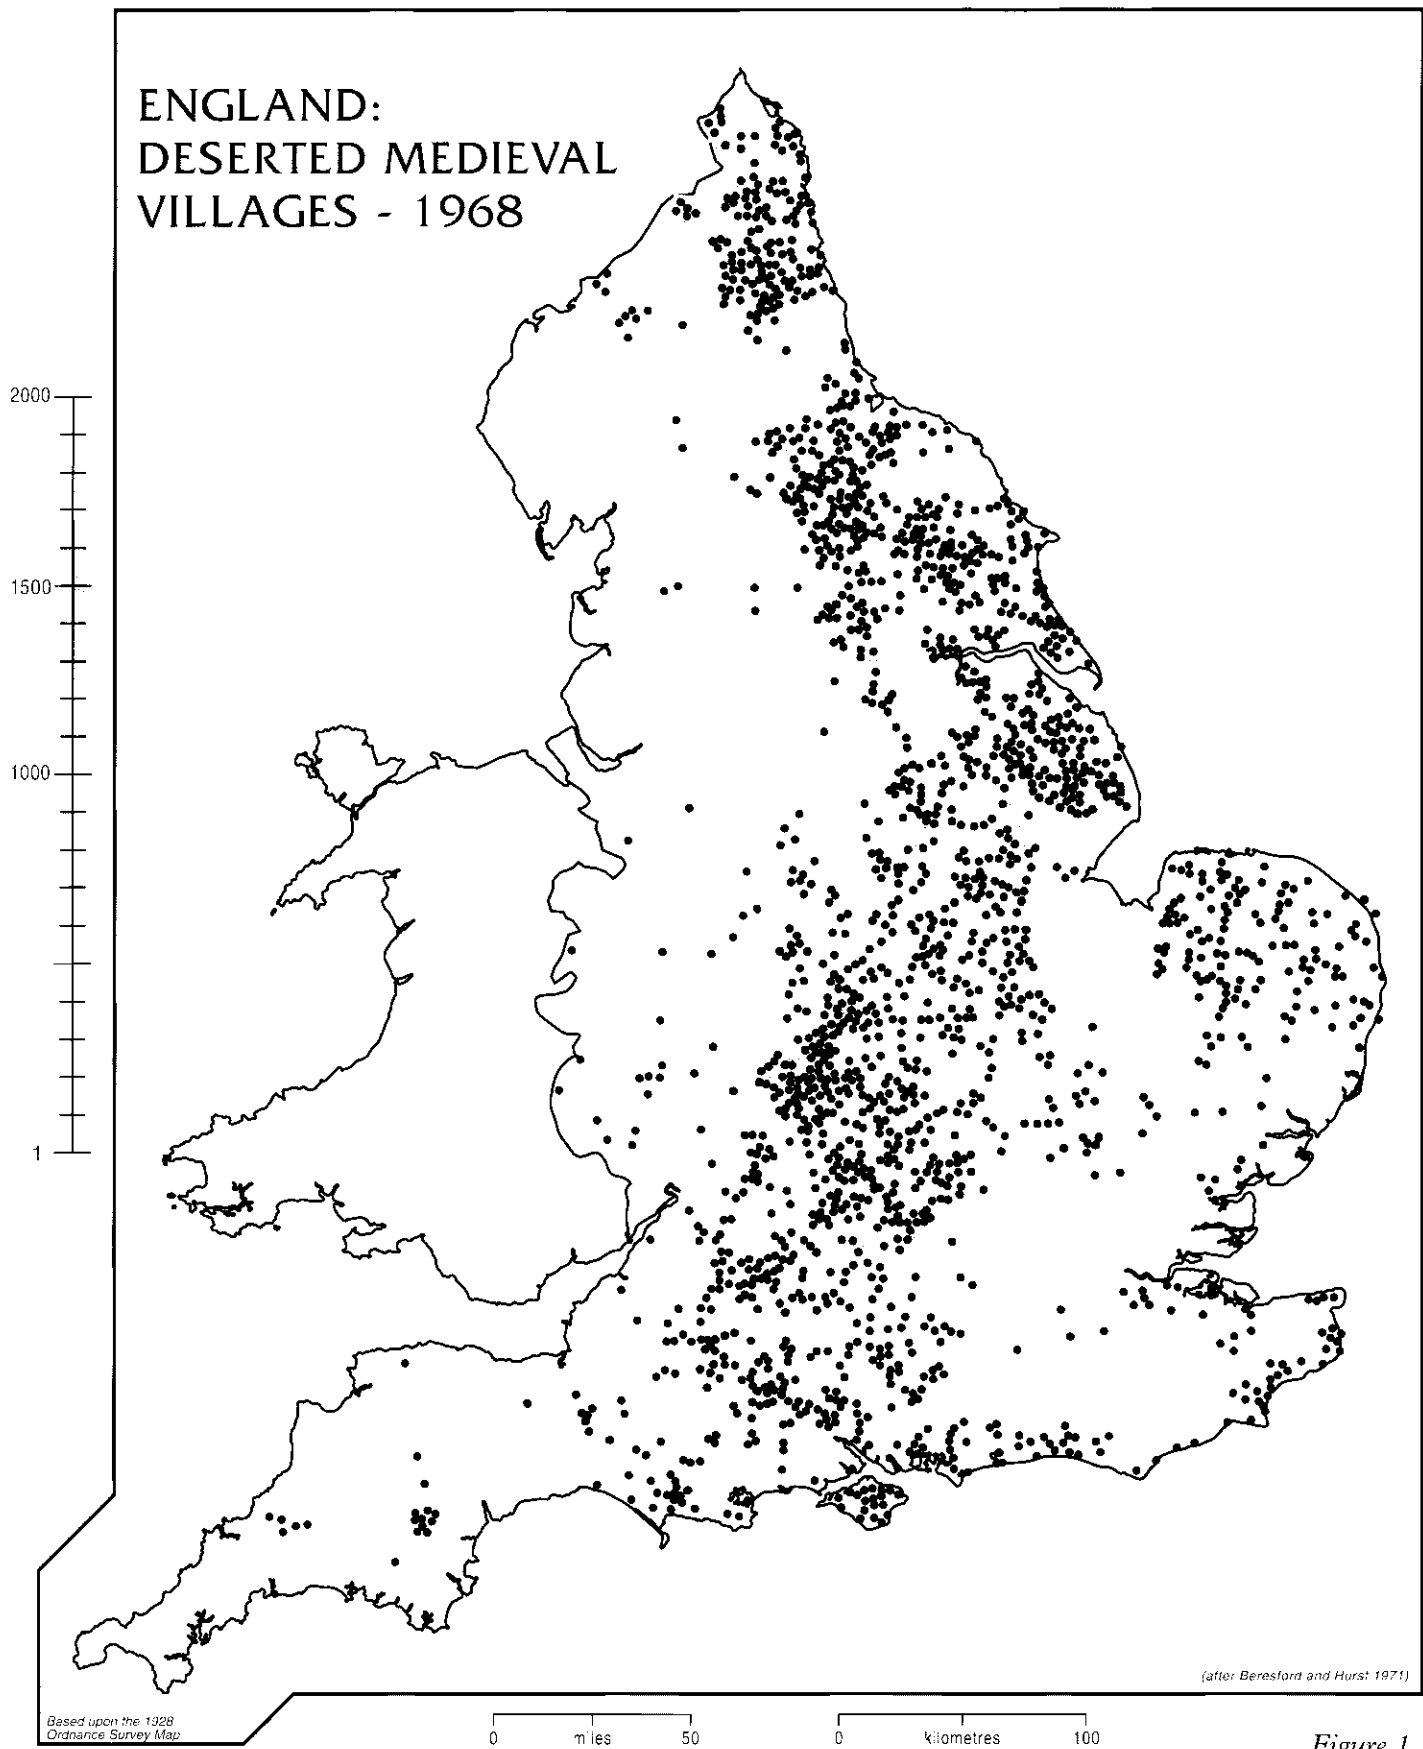 ENGLAND:
DESERTED MEDIEVAL
VILLAGES - 1968
2000
1500
1000
1
(after Beresford and Hurst 1971)
Based upon the 1928
Ordnance Survey Map
0 miles 50
0 kilometres 100
Figure 1